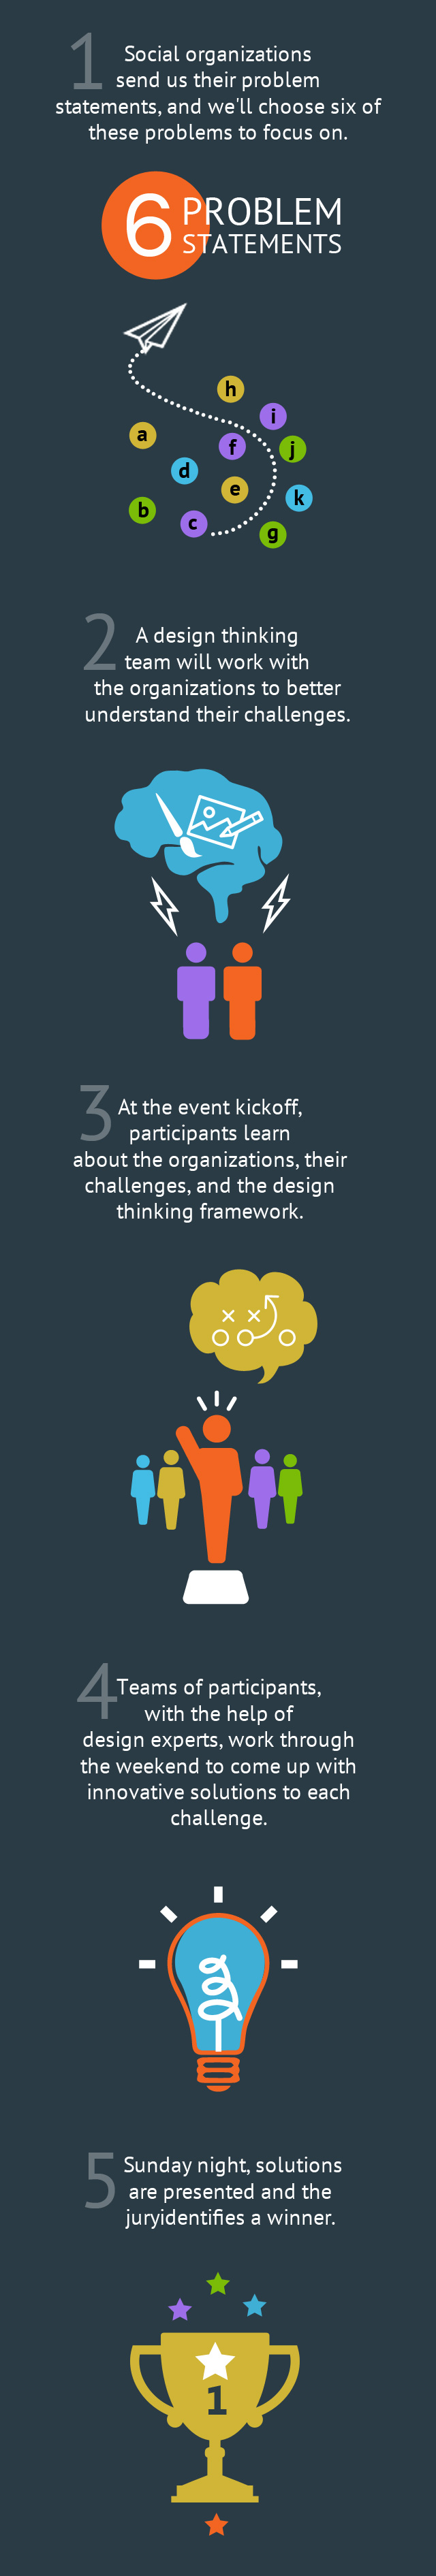 1 Social organizations
send us their problem
statements, and we'll choose six of
these problems to focus on.
6 PROBLEM
STATEMENTS
h
i
a
f
j
d
e
k
b
c
g
2 A design thinking
team will work with
the organizations to better
understand their challenges.
3 At the event kickoff,
participants learn
about the organizations, their
challenges, and the design
thinking framework.
4 Teams of participants,
with the help of
design experts, work through
the weekend to come up with
innovative solutions to each
challenge.
5 Sunday night, solutions
are presented and the
juryidentifies a winner.
1